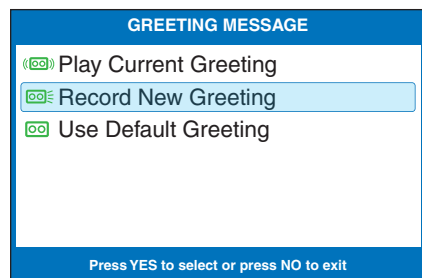 GREETING MESSAGE
Play Current Greeting
Record New Greeting
Use Default Greeting
Press YES to select or press NO to exit